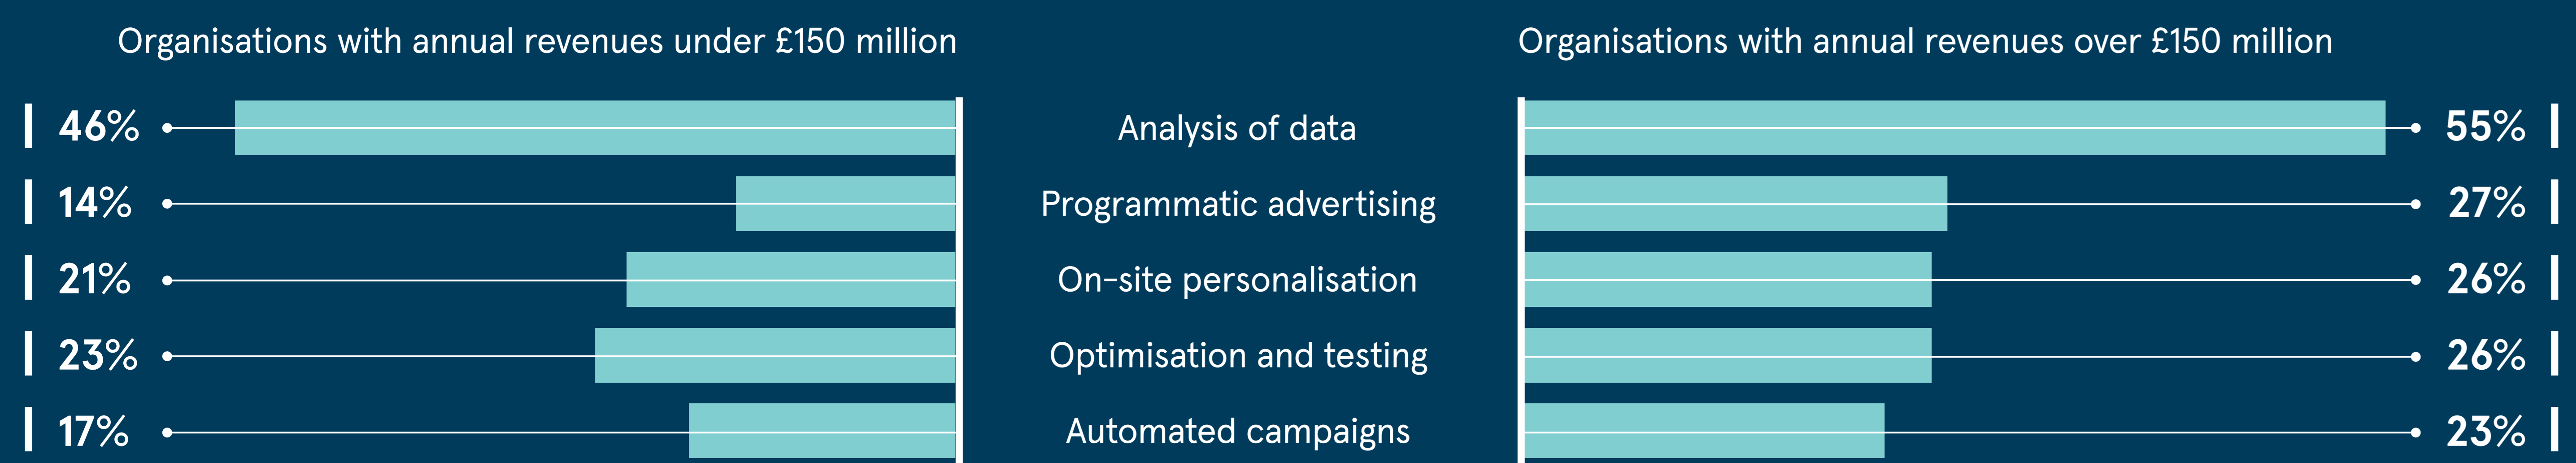 Organisations with annual revenues under £150 million
Organisations with annual revenues over £150 million
46% Analysis of data 55%
14% Programmatic advertising 27%
21% On-site personalisation 26%
23% Optimisation and testing 26%
17% Automated campaigns 23%